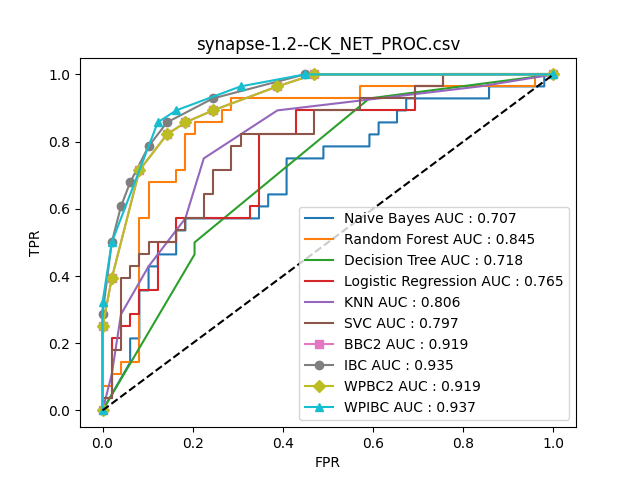 synapse-1.2--CK_NET_PROC.csv
1.0
0.8
0.6
0.4
0.2
0.0
TPR
Naive Bayes AUC : 0.707
Random Forest AUC : 0.845
Decision Tree AUC : 0.718
Logistic Regression AUC : 0.765
KNN AUC : 0.806
SVC AUC : 0.797
BBC2 AUC : 0.919
IBC AUC : 0.935
WPBC2 AUC : 0.919
WPIBC AUC : 0.937
0.0 0.2 0.4 0.6 0.8 1.0
FPR